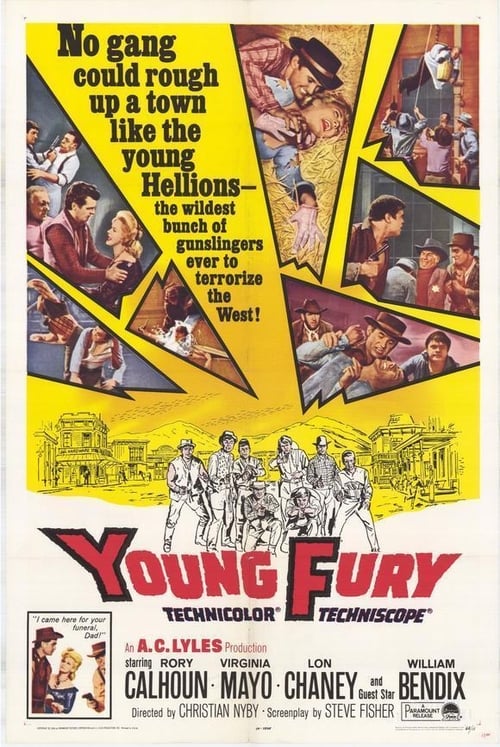 No gang
could rough
up a town
like the
young
Hellions—
the wildest
bunch of
gunslingers
ever to
terrorize
the
West!
YOUNG FURY
TECHNICOLOR® TECHNISCOPE®
"I came here for your
funeral,
Dad!"
An A.C. LYLES Production
starring RORY CALHOUN · VIRGINIA MAYO · LON CHANEY and Guest Star WILLIAM BENDIX
Directed by CHRISTIAN NYBY · Screenplay by STEVE FISHER
A PARAMOUNT
RELEASE